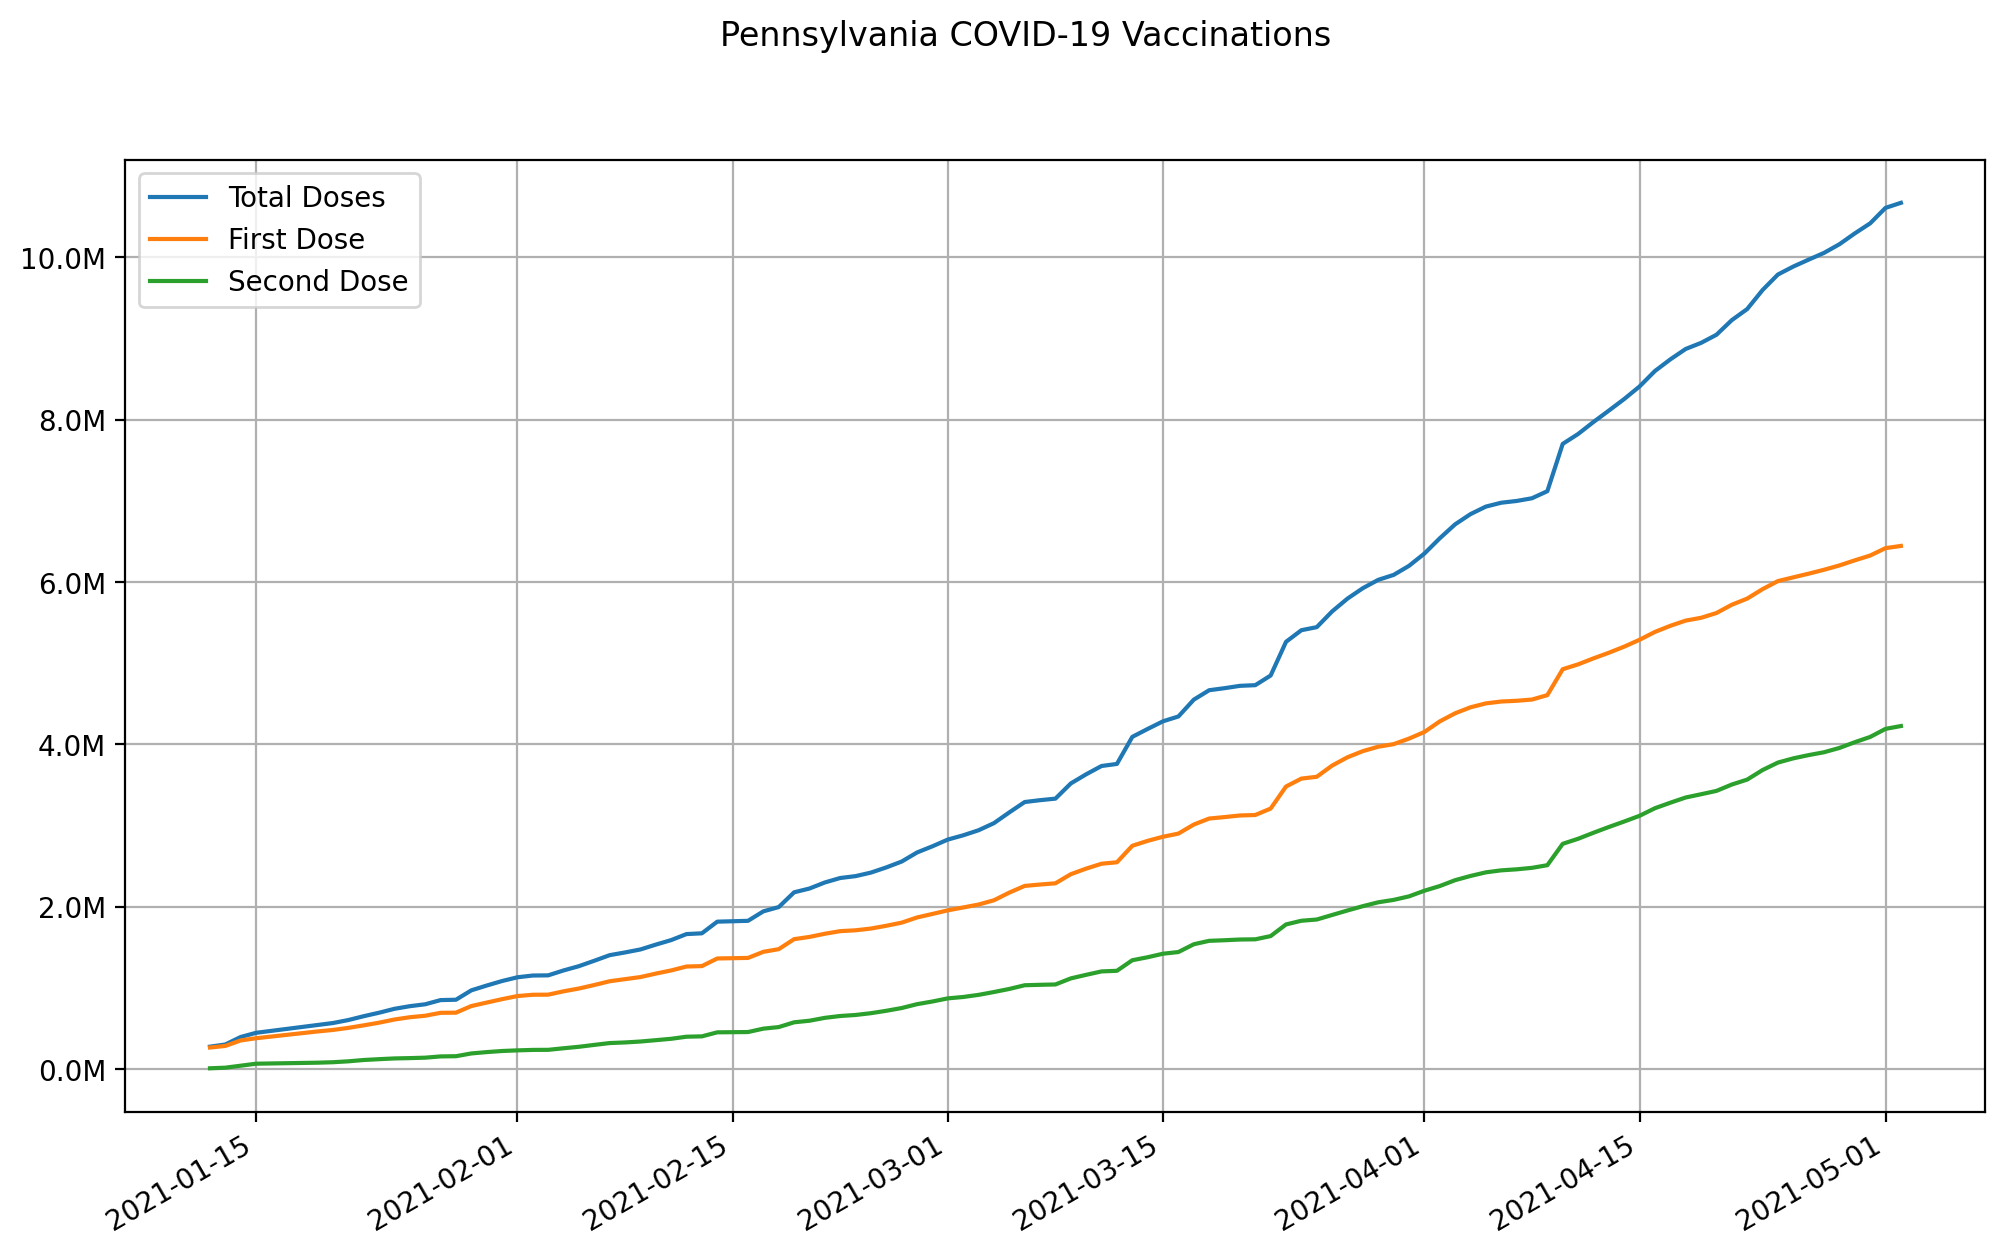 Pennsylvania COVID-19 Vaccinations
Total Doses
First Dose
Second Dose
10.0M
8.0M
6.0M
4.0M
2.0M
0.0M
2021-01-15
2021-02-01
2021-02-15
2021-03-01
2021-03-15
2021-04-01
2021-04-15
2021-05-01